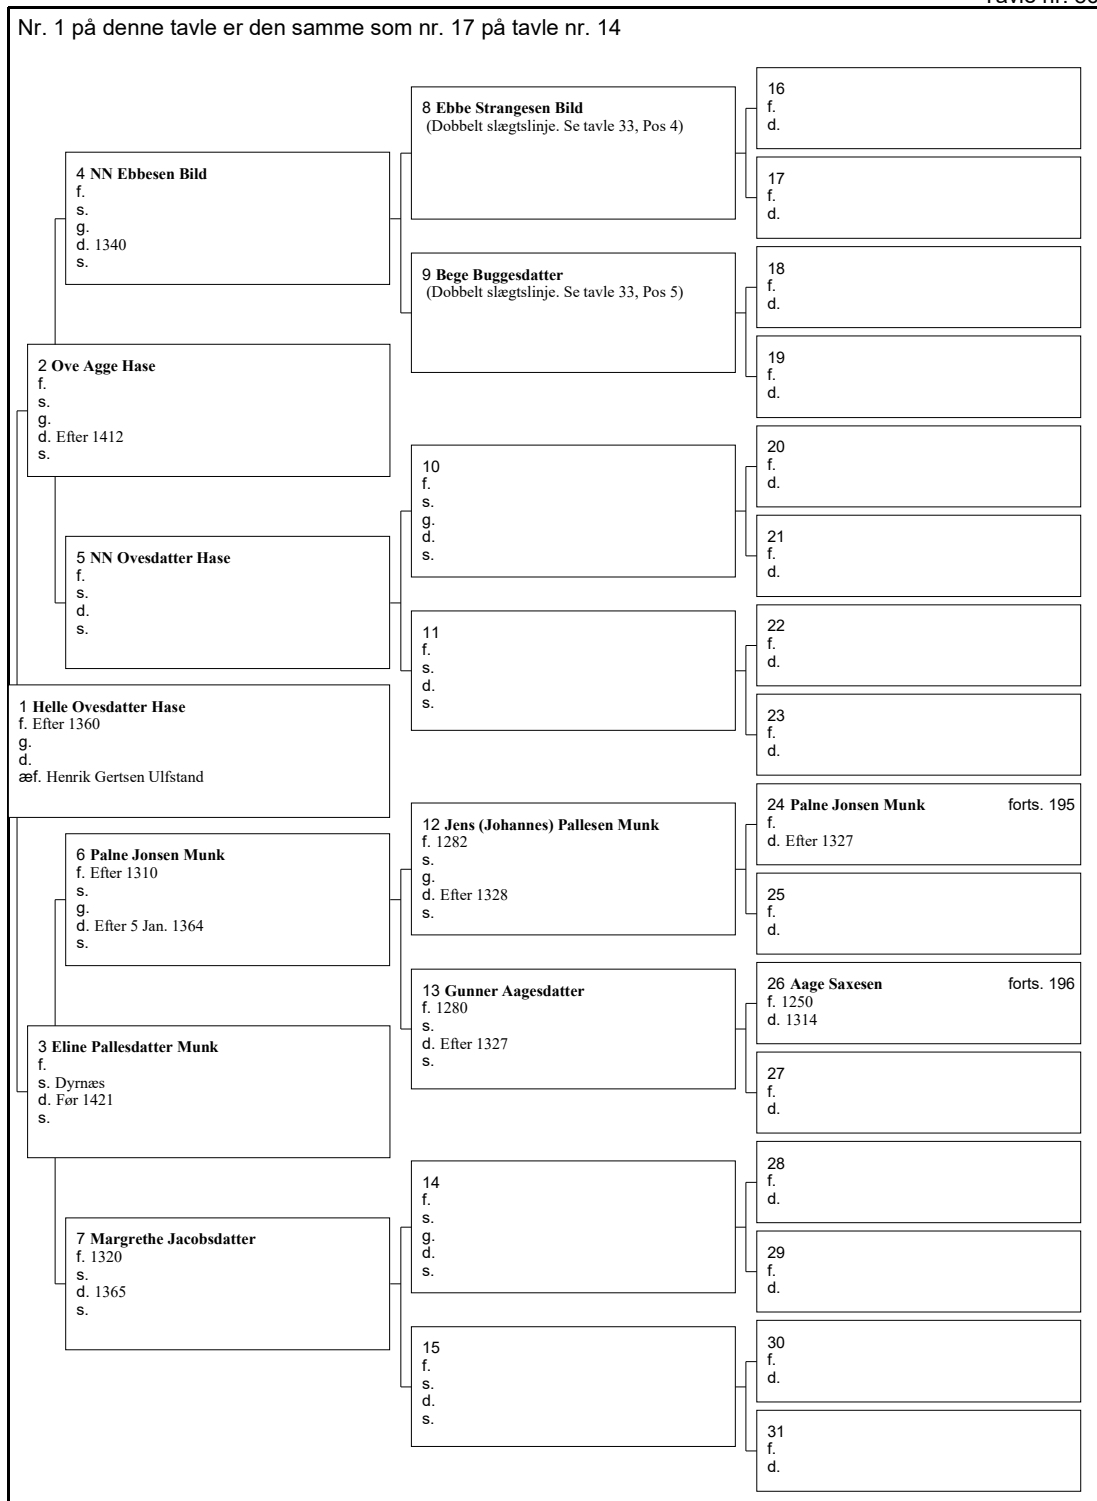 Nr. 1 på denne tavle er den samme som nr. 17 på tavle nr. 14
1 Helle Ovesdatter Hase
f. Efter 1360
g.
d.
æf. Henrik Gertsen Ulfstand
2 Ove Agge Hase
f.
s.
g.
d. Efter 1412
s.
3 Eline Pallesdatter Munk
f.
s. Dyrnæs
d. Før 1421
s.
4 NN Ebbesen Bild
f.
s.
g.
d. 1340
s.
5 NN Ovesdatter Hase
f.
s.
d.
s.
6 Palne Jonsen Munk
f. Efter 1310
s.
g.
d. Efter 5 Jan. 1364
s.
7 Margrethe Jacobsdatter
f. 1320
s.
d. 1365
s.
8 Ebbe Strangesen Bild
(Dobbelt slægtslinje. Se tavle 33, Pos 4)
9 Bege Buggesdatter
(Dobbelt slægtslinje. Se tavle 33, Pos 5)
10
f.
s.
g.
d.
s.
11
f.
s.
d.
s.
12 Jens (Johannes) Pallesen Munk
f. 1282
s.
g.
d. Efter 1328
s.
13 Gunner Aagesdatter
f. 1280
s.
d. Efter 1327
s.
14
f.
s.
g.
d.
s.
15
f.
s.
d.
s.
16
f.
d.
17
f.
d.
18
f.
d.
19
f.
d.
20
f.
d.
21
f.
d.
22
f.
d.
23
f.
d.
24 Palne Jonsen Munk forts. 195
f.
d. Efter 1327
25
f.
d.
26 Aage Saxesen forts. 196
f. 1250
d. 1314
27
f.
d.
28
f.
d.
29
f.
d.
30
f.
d.
31
f.
d.